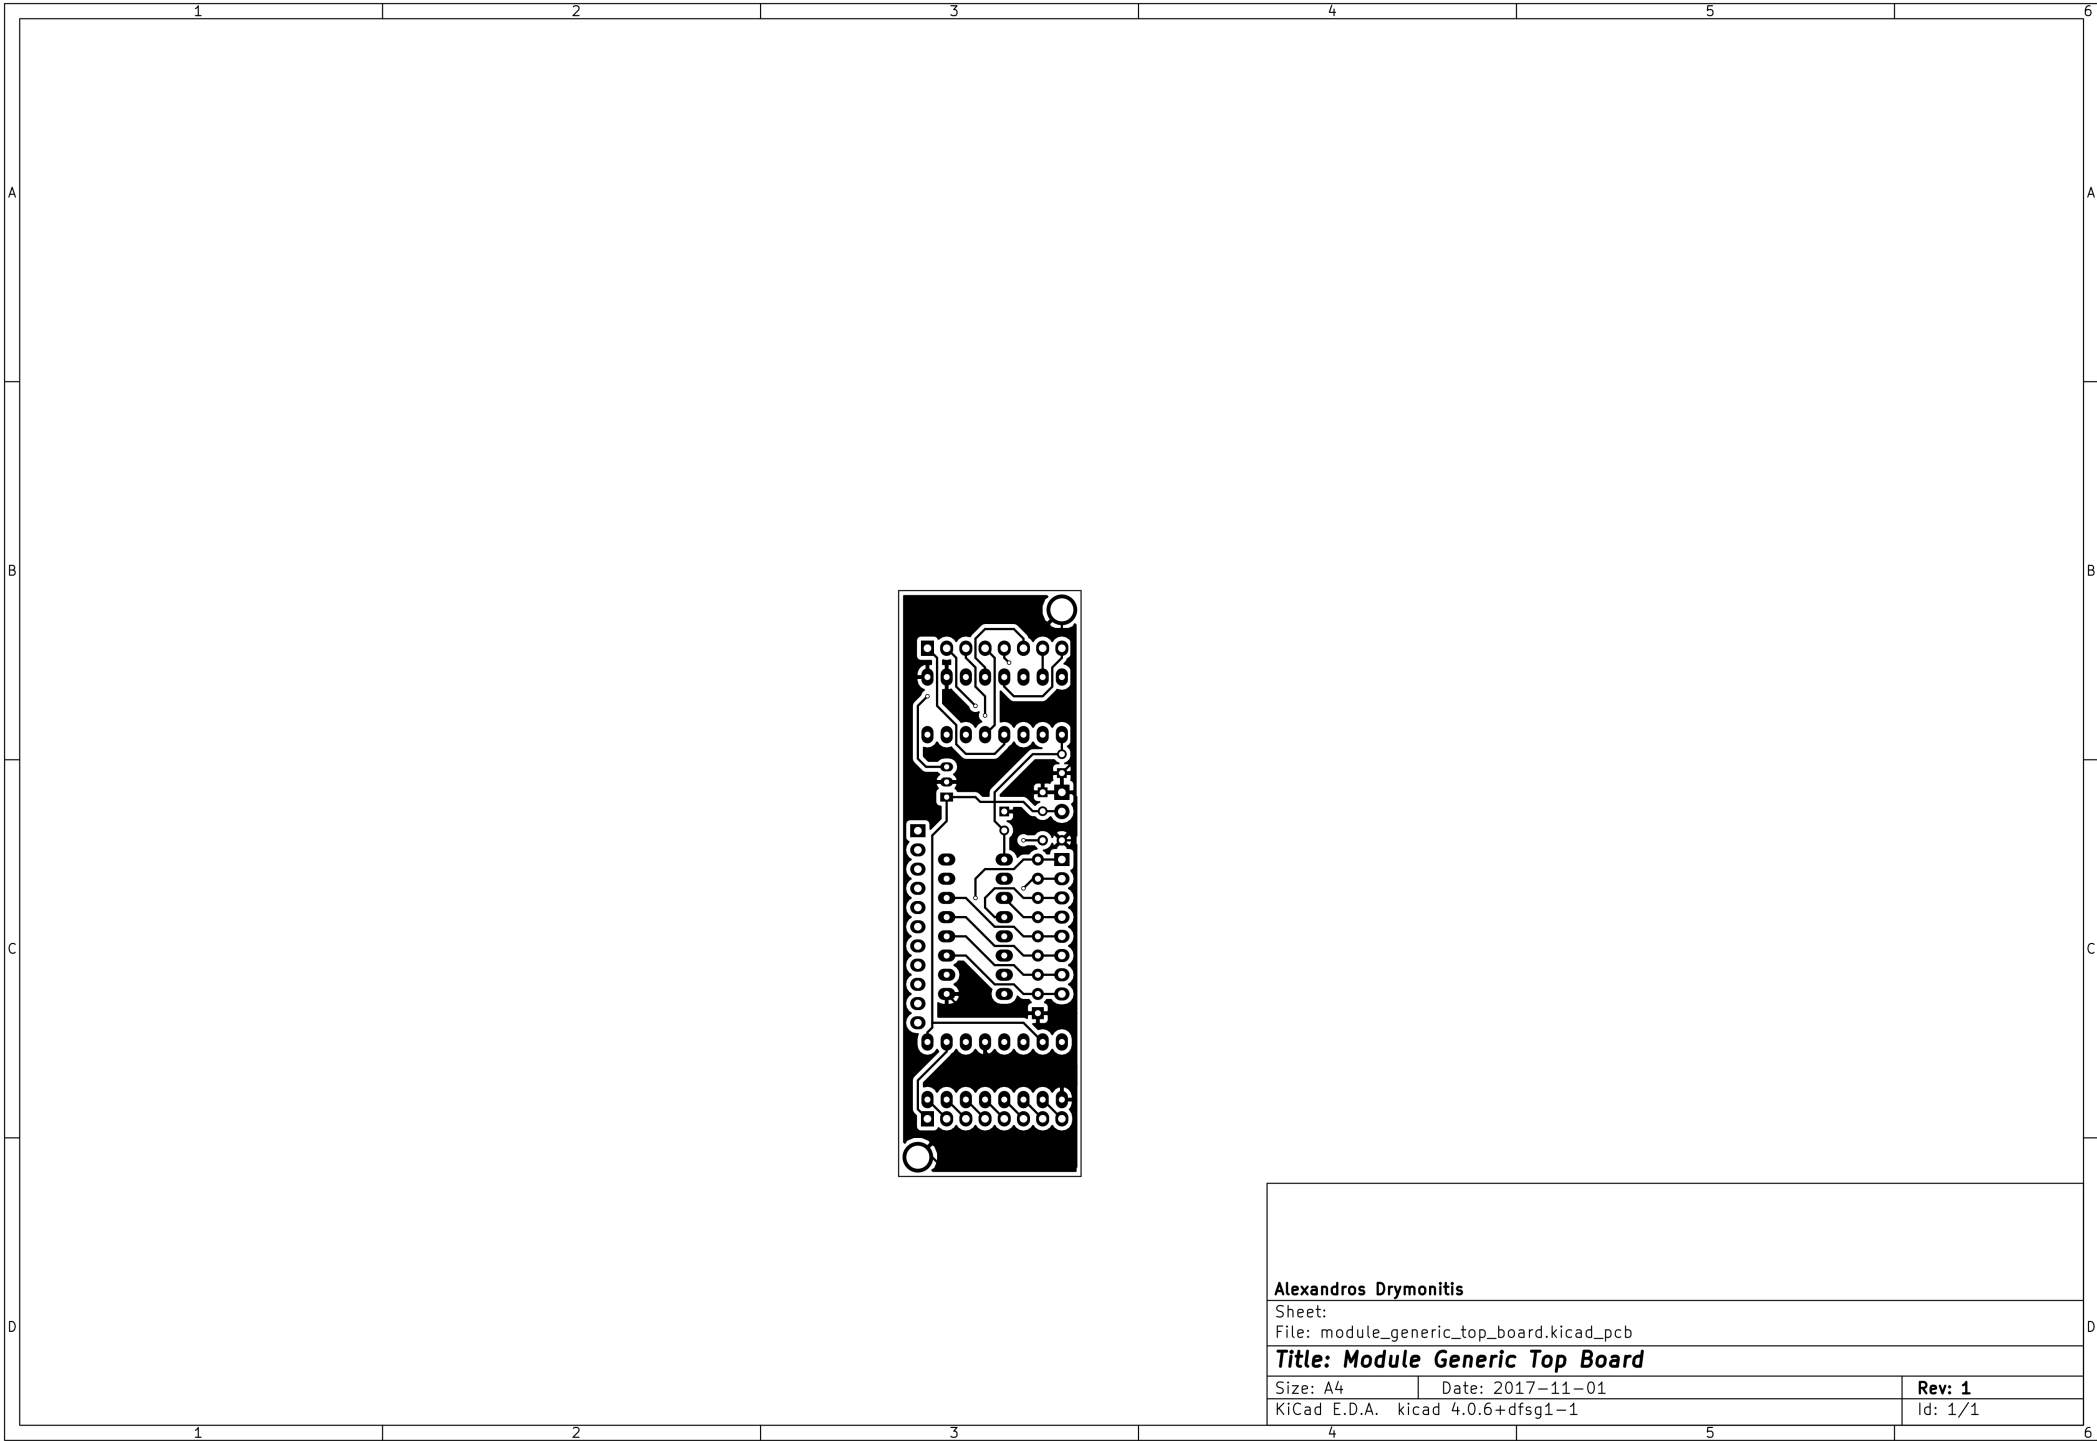 1 2 3 4 5 6
A A
B B
C C
D D
Alexandros Drymonitis
Sheet:
File: module_generic_top_board.kicad_pcb
Title: Module Generic Top Board
Size: A4 Date: 2017-11-01 Rev: 1
KiCad E.D.A. kicad 4.0.6+dfsg1-1 Id: 1/1
1 2 3 4 5 6